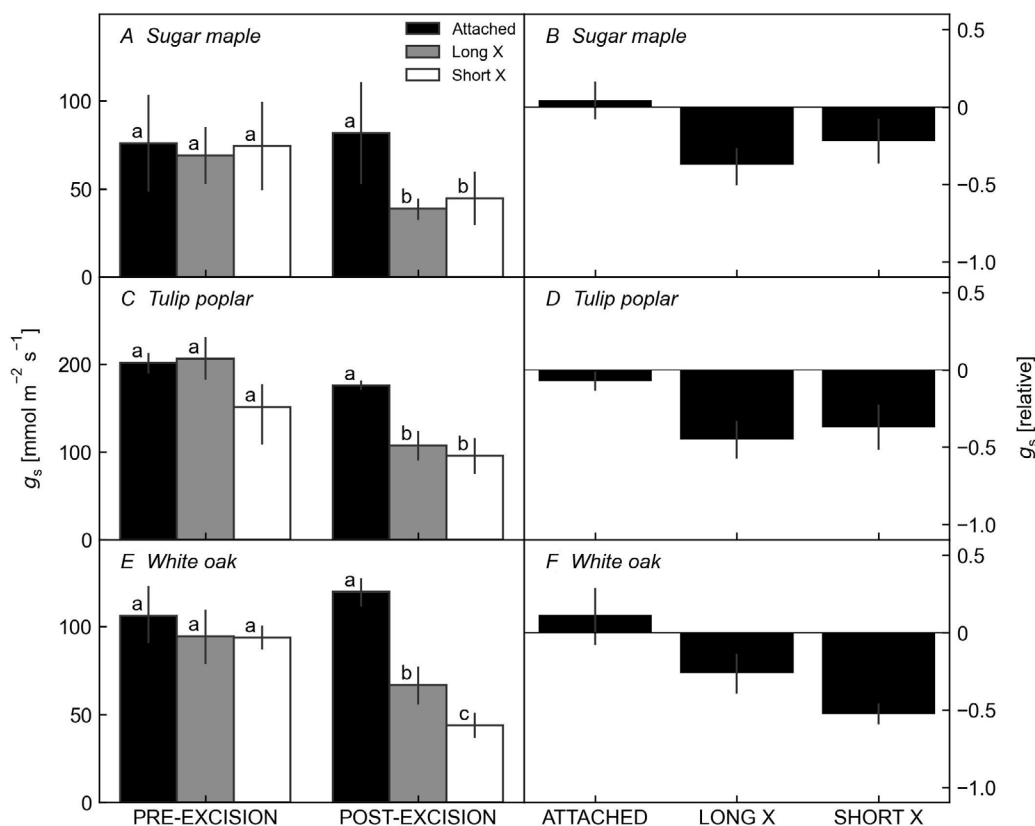 A Sugar maple
Attached
Long X
Short X
100
50
0
a
a
a
a
b
b
B Sugar maple
0.5
0
−0.5
−1.0
C Tulip poplar
200
100
0
a
a
a
a
b
b
D Tulip poplar
0.5
0
−0.5
−1.0
gs [mmol m−2 s−1]
gs [relative]
E White oak
100
50
0
a
a
a
a
b
c
F White oak
0.5
0
−0.5
−1.0
PRE-EXCISION
POST-EXCISION
ATTACHED
LONG X
SHORT X